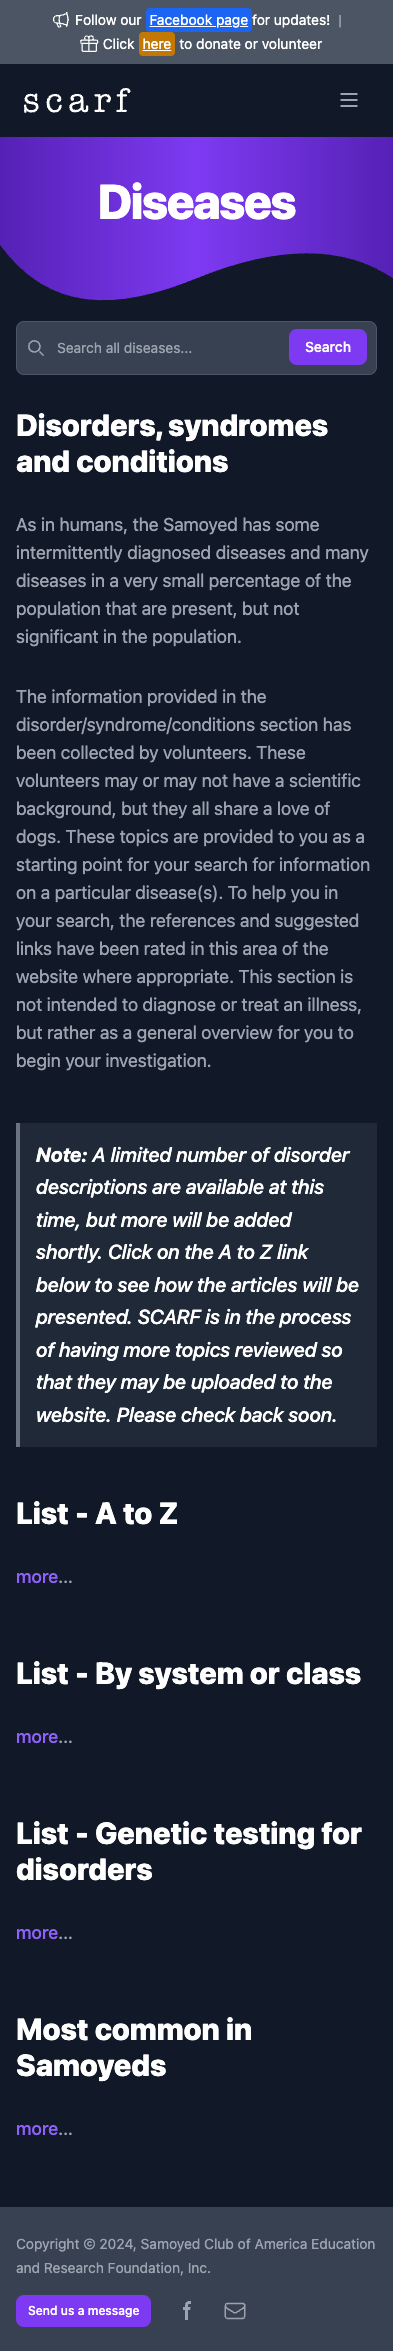 Follow our Facebook page for updates! |
Click here to donate or volunteer
scarf
Diseases
Search all diseases...
Search
Disorders, syndromes
and conditions
As in humans, the Samoyed has some
intermittently diagnosed diseases and many
diseases in a very small percentage of the
population that are present, but not
significant in the population.
The information provided in the
disorder/syndrome/conditions section has
been collected by volunteers. These
volunteers may or may not have a scientific
background, but they all share a love of
dogs. These topics are provided to you as a
starting point for your search for information
on a particular disease(s). To help you in
your search, the references and suggested
links have been rated in this area of the
website where appropriate. This section is
not intended to diagnose or treat an illness,
but rather as a general overview for you to
begin your investigation.
Note: A limited number of disorder
descriptions are available at this
time, but more will be added
shortly. Click on the A to Z link
below to see how the articles will be
presented. SCARF is in the process
of having more topics reviewed so
that they may be uploaded to the
website. Please check back soon.
List - A to Z
more...
List - By system or class
more...
List - Genetic testing for
disorders
more...
Most common in
Samoyeds
more...
Copyright © 2024, Samoyed Club of America Education
and Research Foundation, Inc.
Send us a message